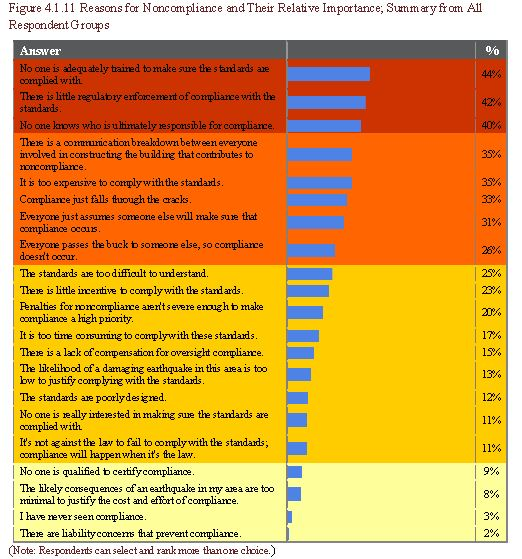 Figure 4.1.11 Reasons for Noncompliance and Their Relative Importance; Summary from All
Respondent Groups
Answer %
No one is adequately trained to make sure the standards are
complied with. 44%
There is little regulatory enforcement of compliance with the
standards. 42%
No one knows who is ultimately responsible for compliance. 40%
There is a communication breakdown between everyone
involved in constructing the building that contributes to
noncompliance. 35%
It is too expensive to comply with the standards. 35%
Compliance just falls through the cracks. 33%
Everyone just assumes someone else will make sure that
compliance occurs. 31%
Everyone passes the buck to someone else, so compliance
doesn't occur. 26%
The standards are too difficult to understand. 25%
There is little incentive to comply with the standards. 23%
Penalties for noncompliance aren't severe enough to make
compliance a high priority. 20%
It is too time consuming to comply with these standards. 17%
There is a lack of compensation for oversight compliance. 15%
The likelihood of a damaging earthquake in this area is too
low to justify complying with the standards. 13%
The standards are poorly designed. 12%
No one is really interested in making sure the standards are
complied with. 11%
It's not against the law to fail to comply with the standards;
compliance will happen when it's the law. 11%
No one is qualified to certify compliance. 9%
The likely consequences of an earthquake in my area are too
minimal to justify the cost and effort of compliance. 8%
I have never seen compliance. 3%
There are liability concerns that prevent compliance. 2%
(Note: Respondents can select and rank more than one choice.)